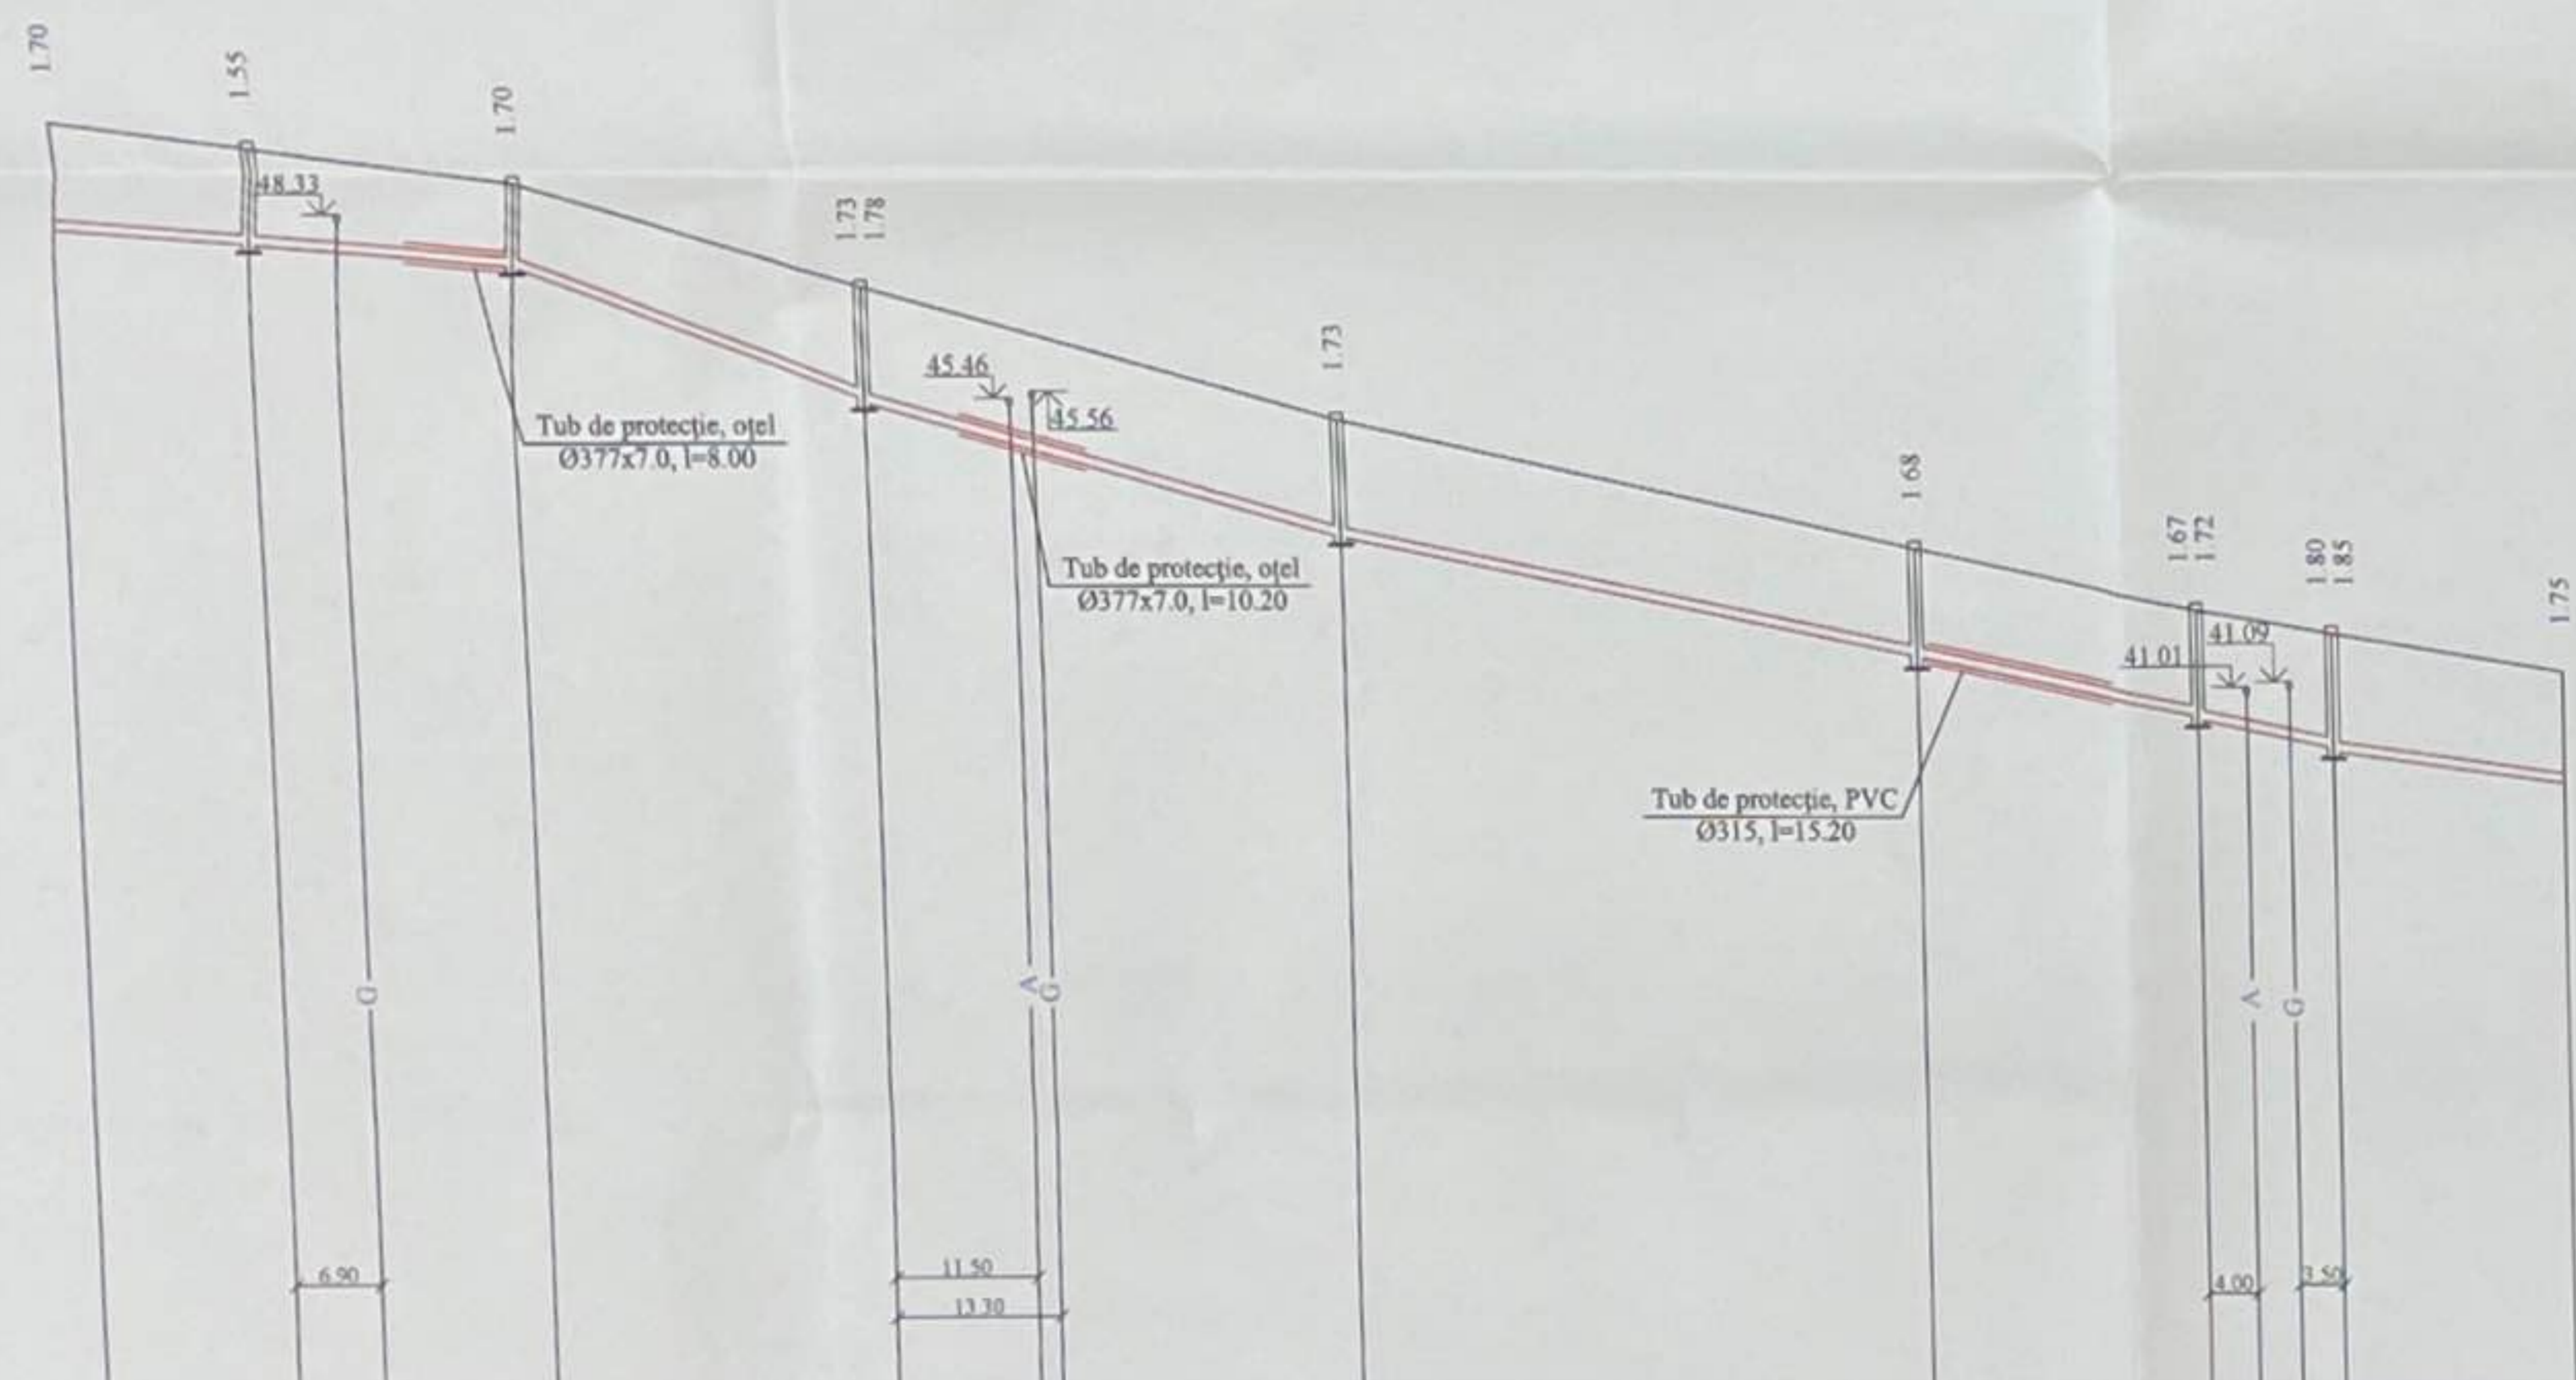 1.70
1.55
1.70
1.73
1.78
1.73
1.68
1.67
1.72
1.80
1.85
1.75
48.33
45.46
45.56
41.09
41.01
Tub de protecție, oțel
Ø377x7.0, l=8.00
Tub de protecție, oțel
Ø377x7.0, l=10.20
Tub de protecție, PVC
Ø315, l=15.20
G
A
G
A
G
6.90
11.50
13.30
4.00
3.50